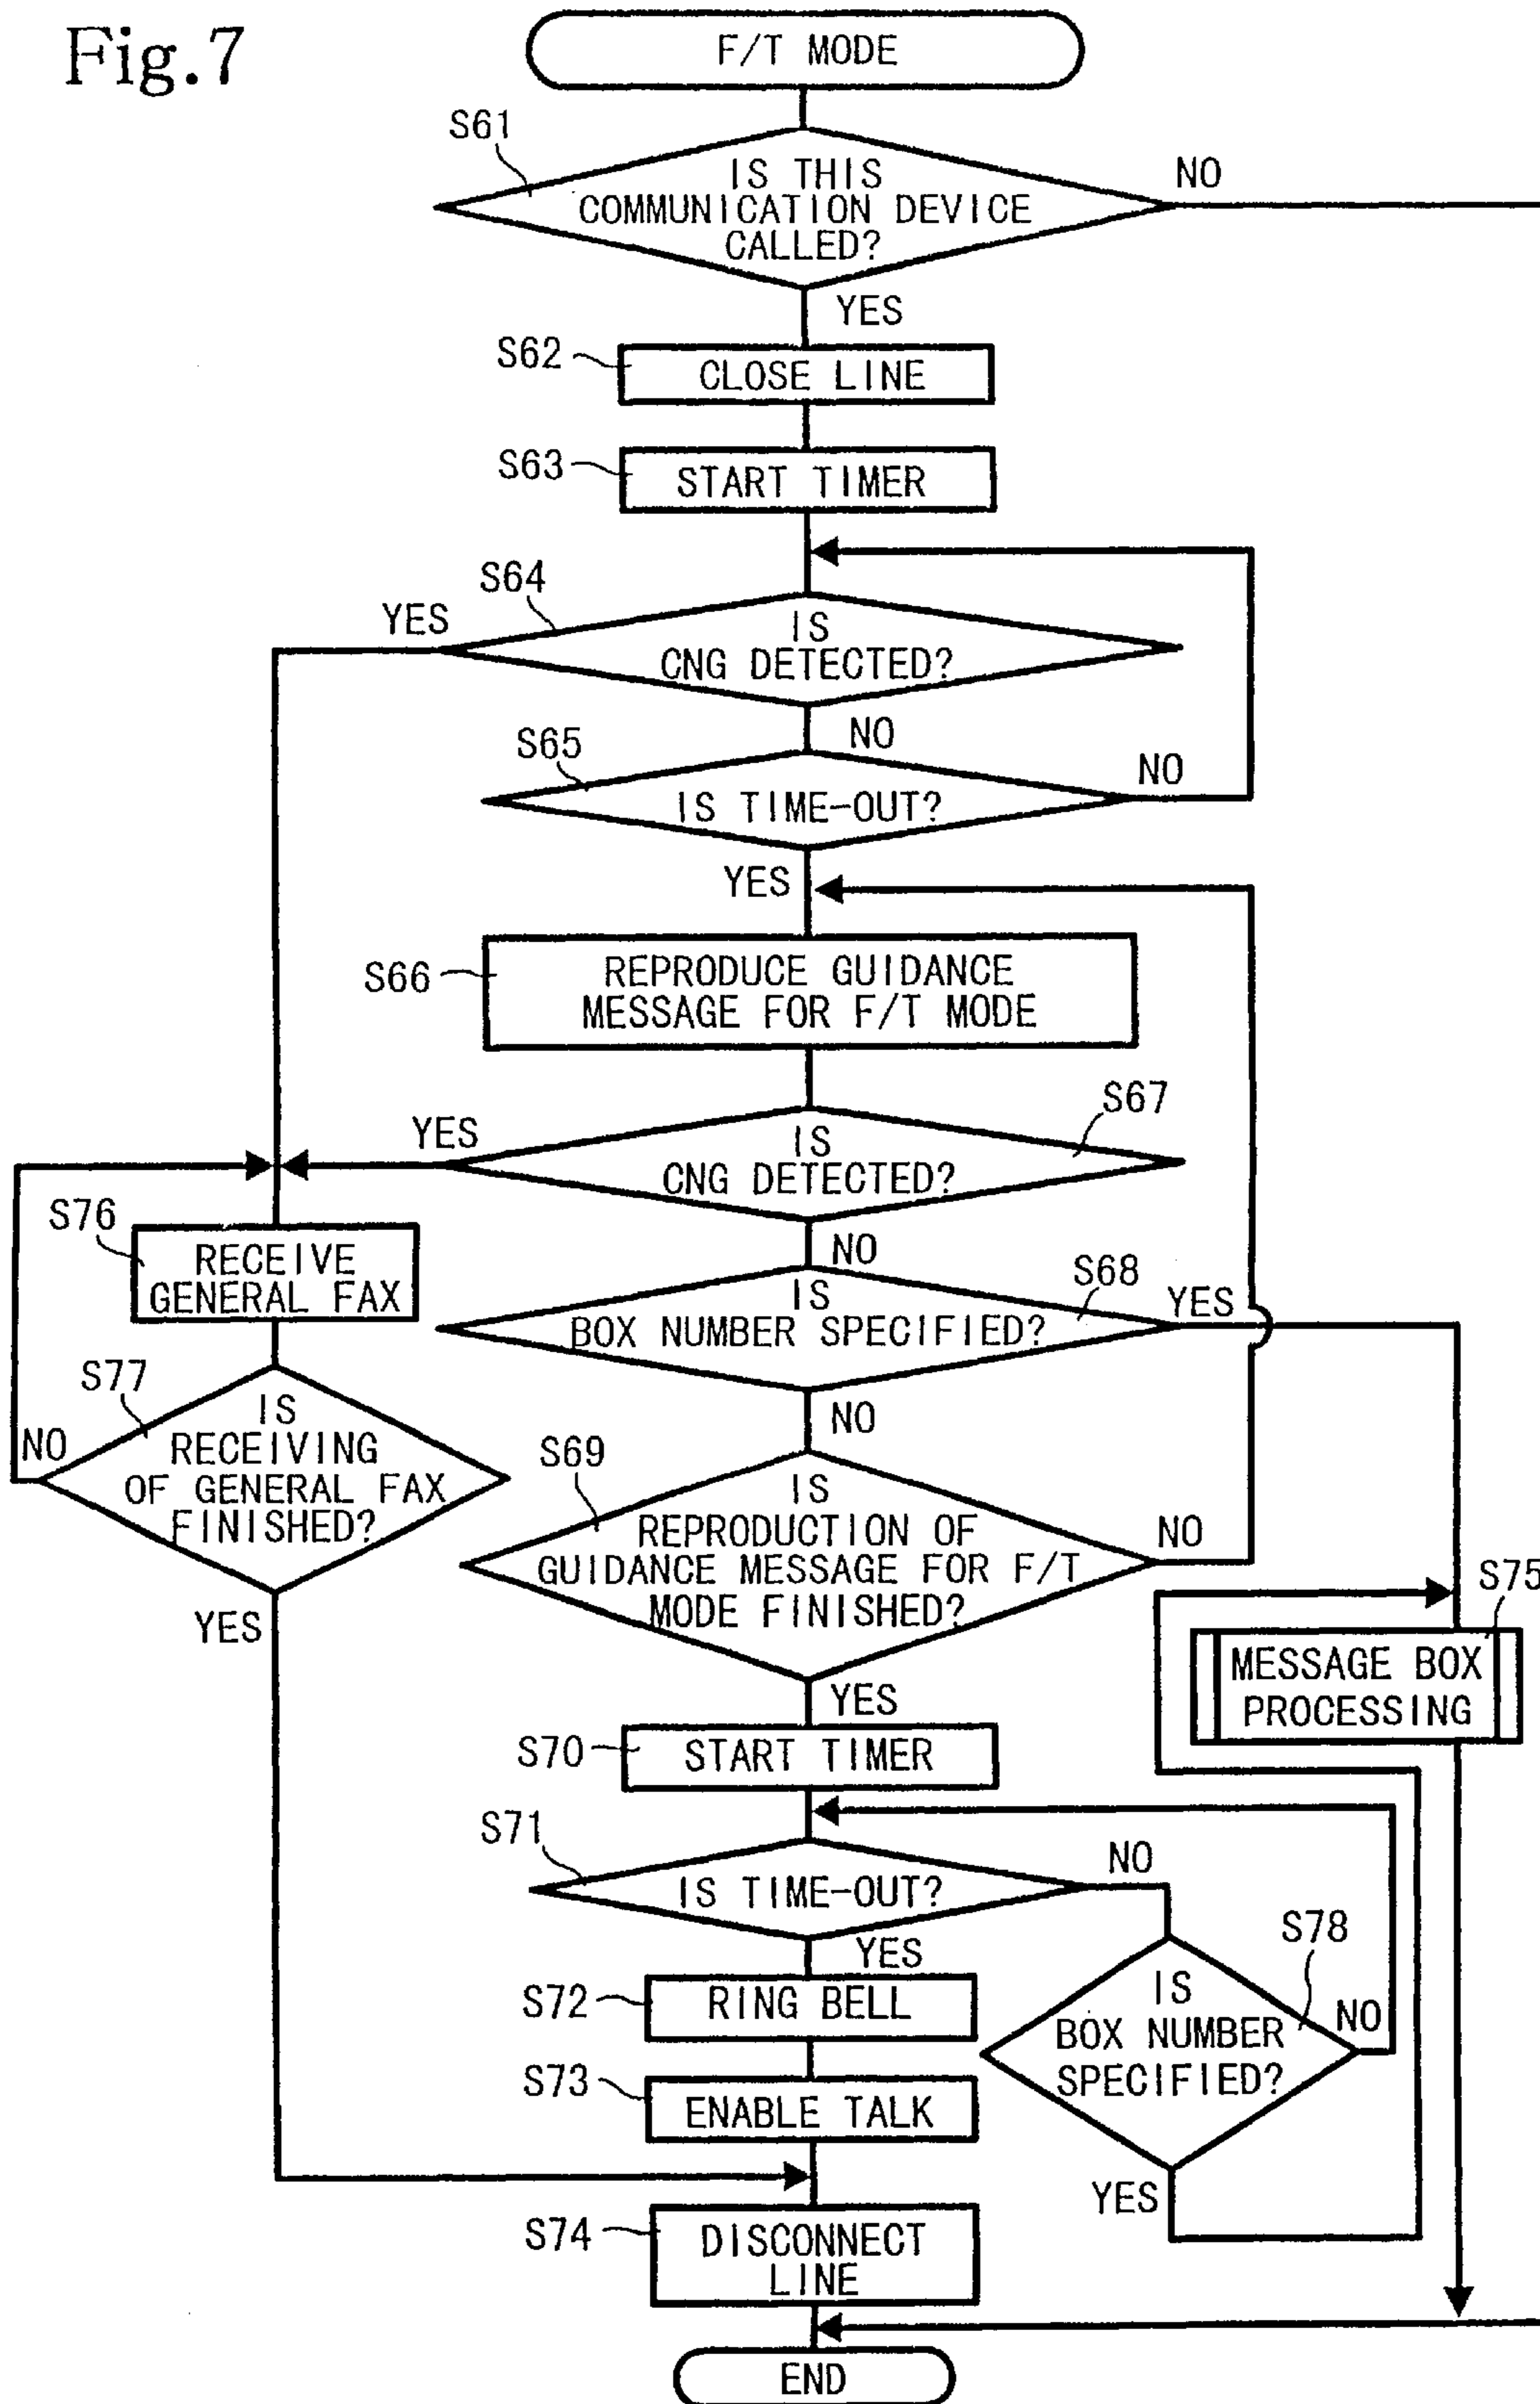 Fig.7
F/T MODE
S61
IS THIS
COMMUNICATION DEVICE
CALLED?
NO
YES
S62
CLOSE LINE
S63
START TIMER
S64
YES
IS
CNG DETECTED?
NO
S65
IS TIME-OUT?
NO
YES
S66
REPRODUCE GUIDANCE
MESSAGE FOR F/T MODE
S67
YES
IS
CNG DETECTED?
NO
S76
RECEIVE
GENERAL FAX
S68
IS
BOX NUMBER SPECIFIED?
YES
NO
S77
IS
RECEIVING
OF GENERAL FAX
FINISHED?
NO
YES
S69
IS
REPRODUCTION OF
GUIDANCE MESSAGE FOR F/T
MODE FINISHED?
NO
YES
S75
MESSAGE BOX
PROCESSING
S70
START TIMER
S71
IS TIME-OUT?
NO
YES
S78
IS
BOX NUMBER
SPECIFIED?
NO
YES
S72
RING BELL
S73
ENABLE TALK
S74
DISCONNECT
LINE
END